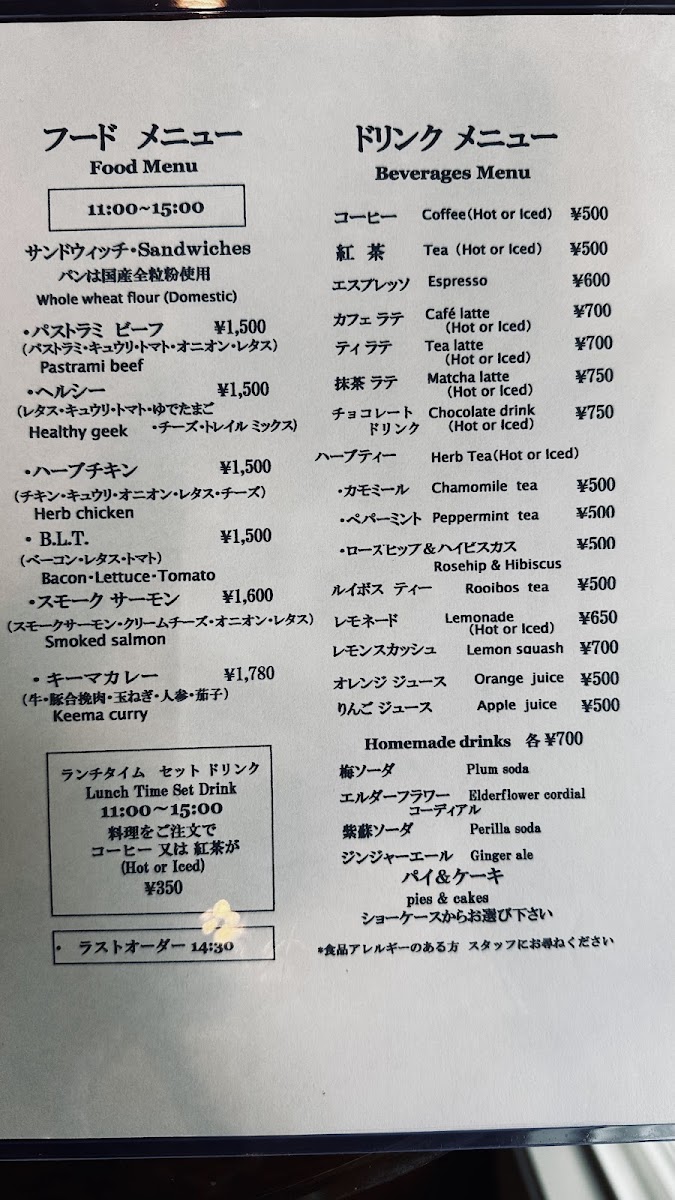 フード メニュー
Food Menu
11:00~15:00
サンドウィッチ・Sandwiches
パンは国産全粒粉使用
Whole wheat flour (Domestic)
・パストラミ ビーフ ¥1,500
(パストラミ・キュウリ・トマト・オニオン・レタス)
Pastrami beef
・ヘルシー ¥1,500
(レタス・キュウリ・トマト・ゆでたまご
Healthy geek ・チーズ・トレイル ミックス)
・ハーブチキン ¥1,500
(チキン・キュウリ・オニオン・レタス・チーズ)
Herb chicken
・B.L.T. ¥1,500
(ベーコン・レタス・トマト)
Bacon・Lettuce・Tomato
・スモーク サーモン ¥1,600
(スモークサーモン・クリームチーズ・オニオン・レタス)
Smoked salmon
・キーマカレー ¥1,780
(牛・豚合挽肉・玉ねぎ・人参・茄子)
Keema curry
ランチタイム セット ドリンク
Lunch Time Set Drink
11:00~15:00
料理をご注文で
コーヒー 又は 紅茶が
(Hot or Iced)
¥350
・ ラストオーダー 14:30
ドリンク メニュー
Beverages Menu
コーヒー Coffee(Hot or Iced) ¥500
紅 茶 Tea (Hot or Iced) ¥500
エスプレッソ Espresso ¥600
カフェ ラテ Café latte ¥700
(Hot or Iced)
ティ ラテ Tea latte ¥700
(Hot or Iced)
抹茶 ラテ Matcha latte ¥750
(Hot or Iced)
チョコレート Chocolate drink ¥750
ドリンク (Hot or Iced)
ハーブティー Herb Tea(Hot or Iced)
・カモミール Chamomile tea ¥500
・ペパーミント Peppermint tea ¥500
・ローズヒップ&ハイビスカス ¥500
Rosehip & Hibiscus
ルイボス ティー Rooibos tea ¥500
レモネード Lemonade ¥650
(Hot or Iced)
レモンスカッシュ Lemon squash ¥700
オレンジ ジュース Orange juice ¥500
りんご ジュース Apple juice ¥500
Homemade drinks 各 ¥700
梅ソーダ Plum soda
エルダーフラワー Elderflower cordial
コーディアル
紫蘇ソーダ Perilla soda
ジンジャーエール Ginger ale
パイ&ケーキ
pies & cakes
ショーケースからお選び下さい
*食品アレルギーのある方 スタッフにお尋ねください